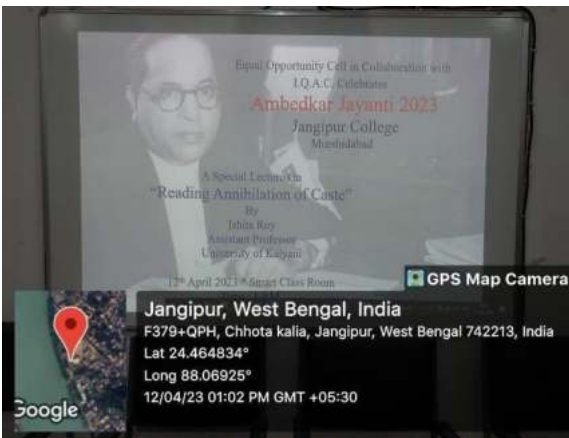 Equal Opportunity Cell in Collaboration with
I.Q.A.C. Celebrates
Ambedkar Jayanti 2023
Jangipur College
Murshidabad
A Special Lecture On
"Reading Annihilation of Caste"
By
Ishita Roy
Assistant Professor
University of Kalyani
12th April 2023 * Smart Class Room
GPS Map Camera
Jangipur, West Bengal, India
F379+QPH, Chhota kalia, Jangipur, West Bengal 742213, India
Lat 24.464834°
Long 88.06925°
12/04/23 01:02 PM GMT +05:30
Google